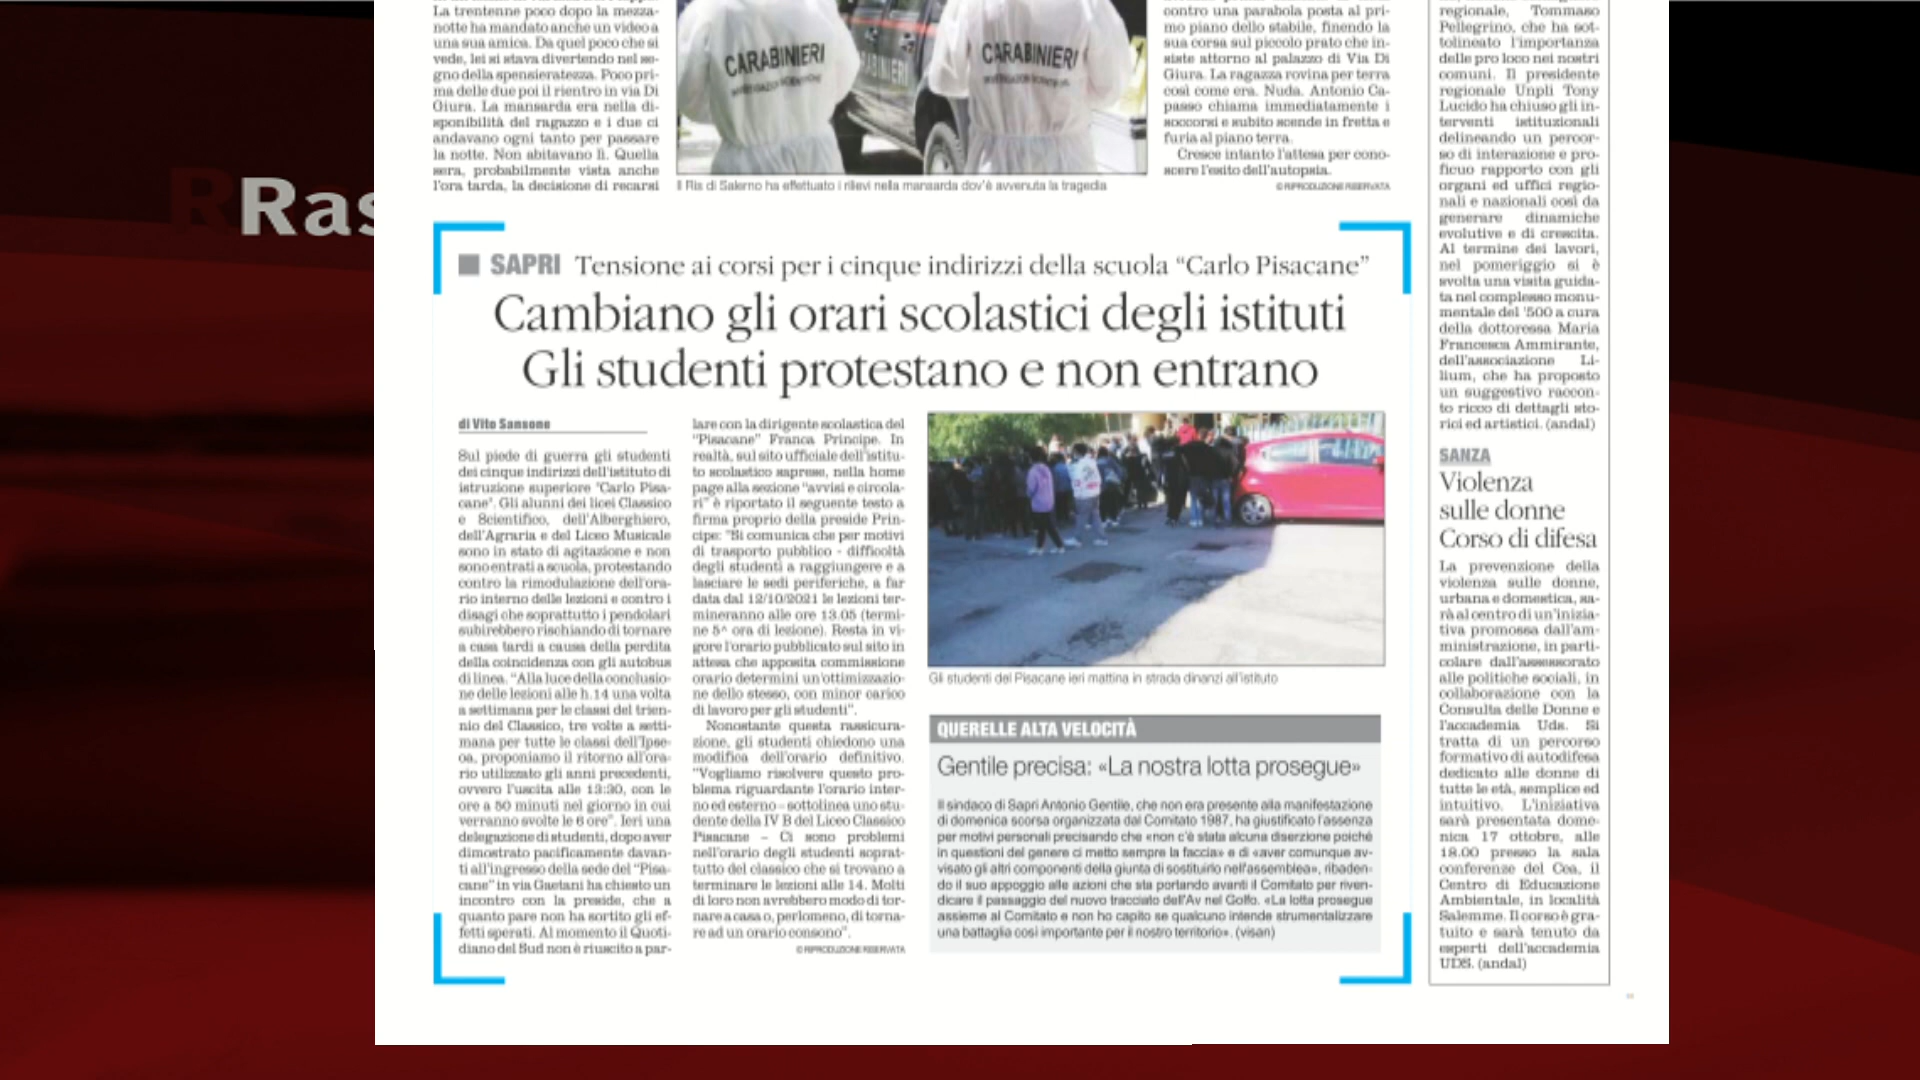 La trentenne poco dopo la mezza-
notte ha mandato anche un video a
una sua amica. Da quel poco che si
vede, lei si stava divertendo nel se-
gno della spensieratezza. Poco pri-
ma delle due poi il rientro in via Di
Giura. La mansarda era nella di-
sponibilità del ragazzo e i due ci
andavano ogni tanto per passare
la notte. Non abitavano lì. Quella
sera, probabilmente vista anche
l'ora tarda, la decisione di recarsi
CARABINIERI
CARABINIERI
Il Ris di Salerno ha effettuato i rilievi nella mansarda dov'è avvenuta la tragedia
contro una parabola posta al pri-
mo piano dello stabile, finendo la
sua corsa sul piccolo prato che in-
siste attorno al palazzo di Via Di
Giura. La ragazza rovina per terra
così come era. Nuda. Antonio Ca-
passo chiama immediatamente i
soccorsi e subito scende in fretta e
furia al piano terra.
Cresce intanto l'attesa per cono-
scere l'esito dell'autopsia.
© RIPRODUZIONE RISERVATA
regionale, Tommaso
Pellegrino, che ha sot-
tolineato l'importanza
delle pro loco nei nostri
comuni. Il presidente
regionale Unpli Tony
Lucido ha chiuso gli in-
terventi istituzionali
delineando un percor-
so di interazione e pro-
ficuo rapporto con gli
organi ed uffici regio-
nali e nazionali così da
generare dinamiche
evolutive e di crescita.
Al termine dei lavori,
nel pomeriggio si è
svolta una visita guida-
ta nel complesso monu-
mentale del '500 a cura
della dottoressa Maria
Francesca Ammirante,
dell'associazione Li-
lium, che ha proposto
un suggestivo raccon-
to ricco di dettagli sto-
rici ed artistici. (andal)
RRas
SAPRI Tensione ai corsi per i cinque indirizzi della scuola “Carlo Pisacane”
Cambiano gli orari scolastici degli istituti
Gli studenti protestano e non entrano
di Vito Sansone
Sul piede di guerra gli studenti
dei cinque indirizzi dell'istituto di
istruzione superiore "Carlo Pisa-
cane". Gli alunni dei licei Classico
e Scientifico, dell'Alberghiero,
dell'Agraria e del Liceo Musicale
sono in stato di agitazione e non
sono entrati a scuola, protestando
contro la rimodulazione dell'ora-
rio interno delle lezioni e contro i
disagi che soprattutto i pendolari
subirebbero rischiando di tornare
a casa tardi a causa della perdita
della coincidenza con gli autobus
di linea. “Alla luce della conclusio-
ne delle lezioni alle h.14 una volta
a settimana per le classi del trien-
nio del Classico, tre volte a setti-
mana per tutte le classi dell'Ipse-
oa, proponiamo il ritorno all'ora-
rio utilizzato gli anni precedenti,
ovvero l'uscita alle 13:30, con le
ore a 50 minuti nel giorno in cui
verranno svolte le 6 ore”. Ieri una
delegazione di studenti, dopo aver
dimostrato pacificamente davan-
ti all'ingresso della sede del “Pisa-
cane” in via Gaetani ha chiesto un
incontro con la preside, che a
quanto pare non ha sortito gli ef-
fetti sperati. Al momento il Quoti-
diano del Sud non è riuscito a par-
lare con la dirigente scolastica del
“Pisacane” Franca Principe. In
realtà, sul sito ufficiale dell'istitu-
to scolastico saprese, nella home
page alla sezione “avvisi e circola-
ri” è riportato il seguente testo a
firma proprio della preside Prin-
cipe: “Si comunica che per motivi
di trasporto pubblico - difficoltà
degli studenti a raggiungere e a
lasciare le sedi periferiche, a far
data dal 12/10/2021 le lezioni ter-
mineranno alle ore 13.05 (termi-
ne 5^ ora di lezione). Resta in vi-
gore l'orario pubblicato sul sito in
attesa che apposita commissione
orario determini un'ottimizzazio-
ne dello stesso, con minor carico
di lavoro per gli studenti”.
Nonostante questa rassicura-
zione, gli studenti chiedono una
modifica dell'orario definitivo.
“Vogliamo risolvere questo pro-
blema riguardante l'orario inter-
no ed esterno – sottolinea uno stu-
dente della IV B del Liceo Classico
Pisacane – Ci sono problemi
nell'orario degli studenti soprat-
tutto del classico che si trovano a
terminare le lezioni alle 14. Molti
di loro non avrebbero modo di tor-
nare a casa o, perlomeno, di torna-
re ad un orario consono”.
© RIPRODUZIONE RISERVATA
Gli studenti del Pisacane ieri mattina in strada dinanzi all'istituto
QUERELLE ALTA VELOCITÀ
Gentile precisa: «La nostra lotta prosegue»
Il sindaco di Sapri Antonio Gentile, che non era presente alla manifestazione
di domenica scorsa organizzata dal Comitato 1987, ha giustificato l'assenza
per motivi personali precisando che «non c'è stata alcuna diserzione poiché
in questioni del genere ci metto sempre la faccia» e di «aver comunque av-
visato gli altri componenti della giunta di sostituirlo nell'assemblea», ribaden-
do il suo appoggio alle azioni che sta portando avanti il Comitato per riven-
dicare il passaggio del nuovo tracciato dell'Av nel Golfo. «La lotta prosegue
assieme al Comitato e non ho capito se qualcuno intende strumentalizzare
una battaglia così importante per il nostro territorio». (visan)
SANZA
Violenza
sulle donne
Corso di difesa
La prevenzione della
violenza sulle donne,
urbana e domestica, sa-
rà al centro di un'inizia-
tiva promossa dall'am-
ministrazione, in parti-
colare dall'assessorato
alle politiche sociali, in
collaborazione con la
Consulta delle Donne e
l'accademia Uds. Si
tratta di un percorso
formativo di autodifesa
dedicato alle donne di
tutte le età, semplice ed
intuitivo. L'iniziativa
sarà presentata dome-
nica 17 ottobre, alle
18.00 presso la sala
conferenze del Cea, il
Centro di Educazione
Ambientale, in località
Salemme. Il corso è gra-
tuito e sarà tenuto da
esperti dell'accademia
UDS. (andal)